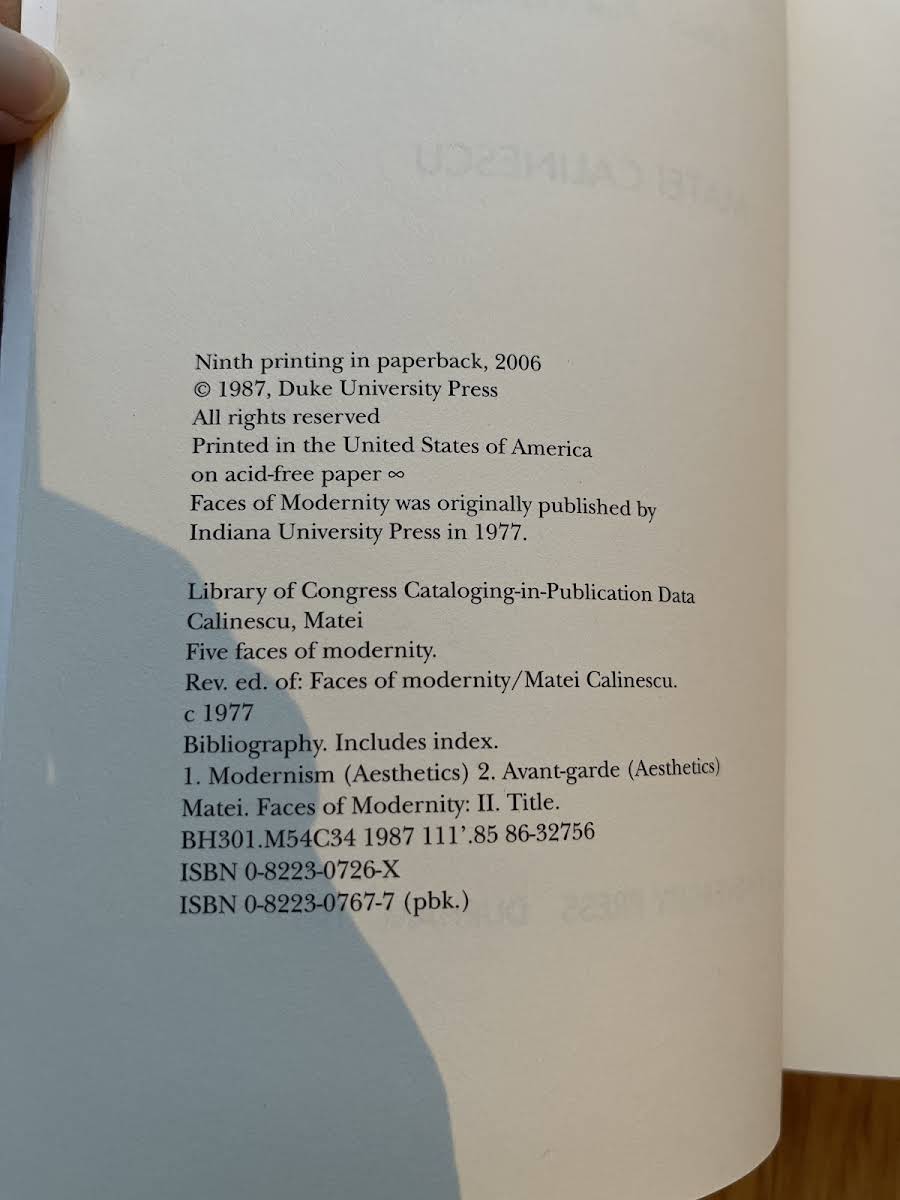 Ninth printing in paperback, 2006
© 1987, Duke University Press
All rights reserved
Printed in the United States of America
on acid-free paper ∞
Faces of Modernity was originally published by
Indiana University Press in 1977.
Library of Congress Cataloging-in-Publication Data
Calinescu, Matei
Five faces of modernity.
Rev. ed. of: Faces of modernity/Matei Calinescu.
c 1977
Bibliography. Includes index.
1. Modernism (Aesthetics) 2. Avant-garde (Aesthetics)
Matei. Faces of Modernity: II. Title.
BH301.M54C34 1987 111'.85 86-32756
ISBN 0-8223-0726-X
ISBN 0-8223-0767-7 (pbk.)